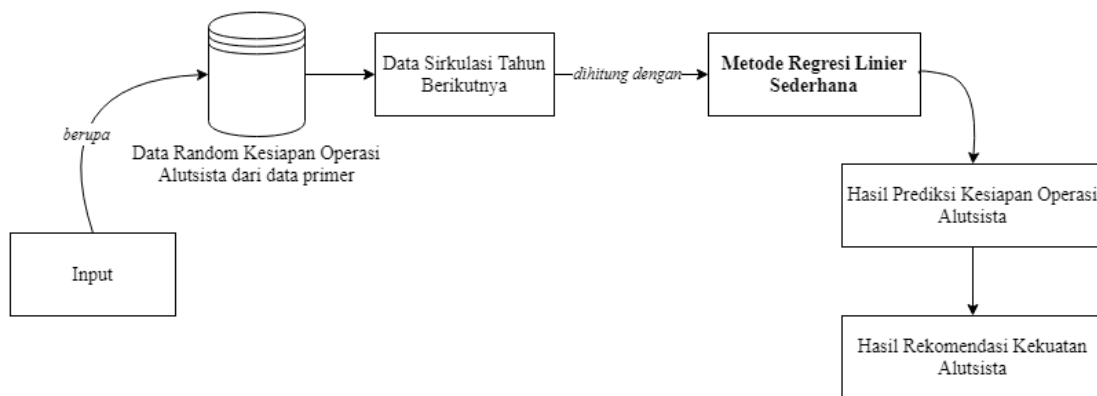 Input
berupa
Data Random Kesiapan Operasi
Alutsista dari data primer
Data Sirkulasi Tahun
Berikutnya
dihitung dengan
Metode Regresi Linier
Sederhana
Hasil Prediksi Kesiapan Operasi
Alutsista
Hasil Rekomendasi Kekuatan
Alutsista